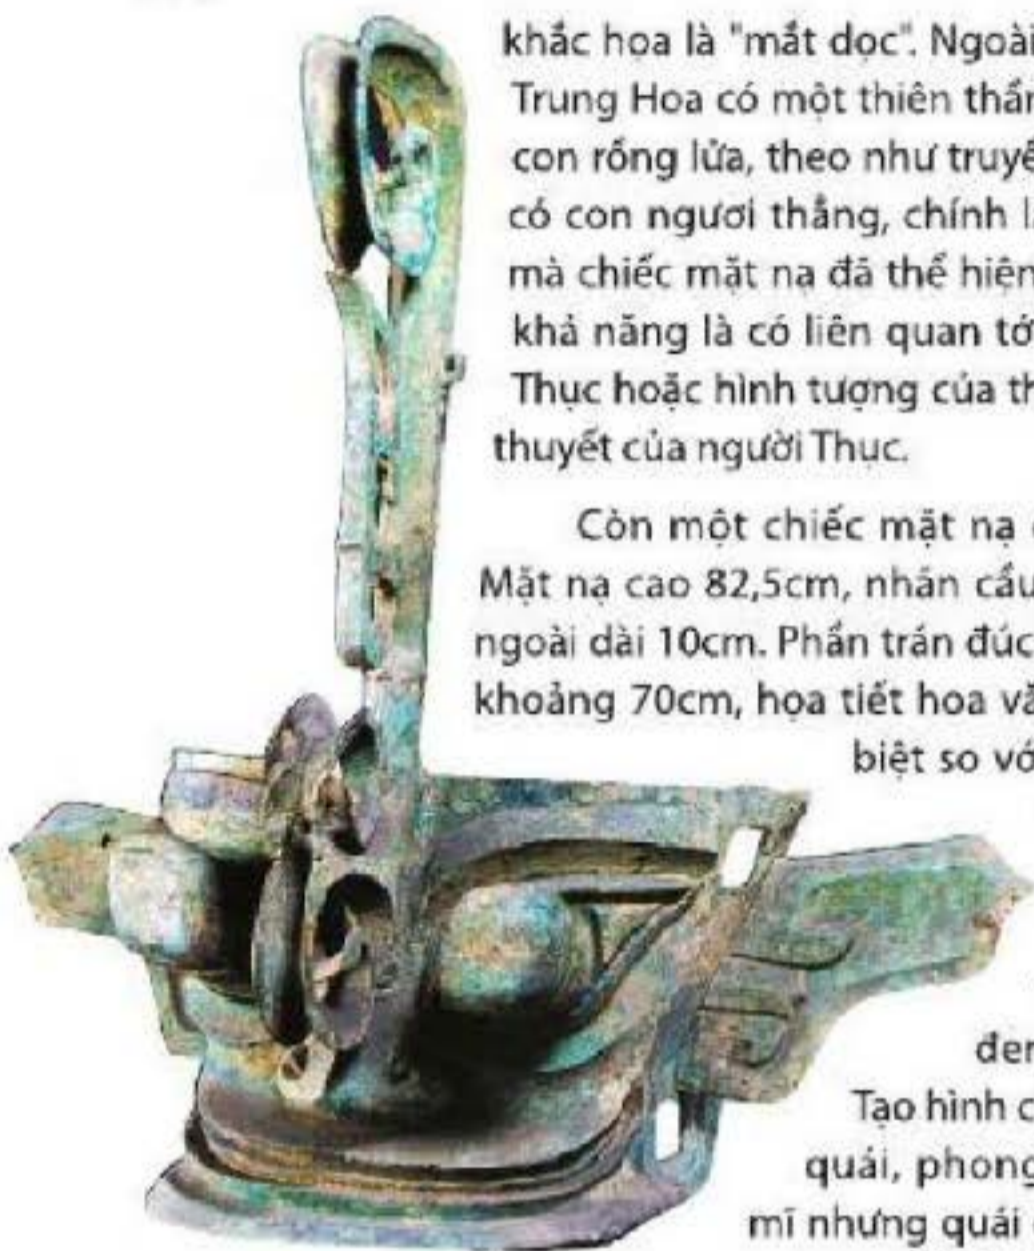 khắc họa là "mắt dọc". Ngoài
Trung Hoa có một thiên thần
con rồng lửa, theo như truyề
có con ngươi thẳng, chính l
mà chiếc mặt nạ đã thể hiện
khả năng là có liên quan tớ
Thục hoặc hình tượng của th
thuyết của người Thục.
Còn một chiếc mặt nạ
Mặt nạ cao 82,5cm, nhãn cầu
ngoài dài 10cm. Phần trán đúc
khoảng 70cm, họa tiết hoa vă
biệt so vớ
đen
Tạo hình c
quái, phong
mĩ nhưng quái